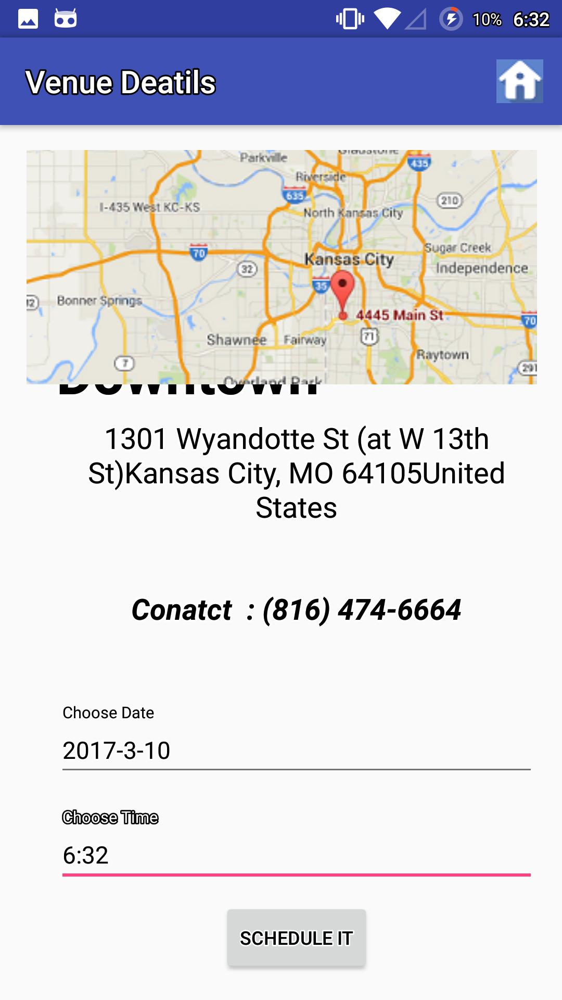 10% 6:32
Venue Deatils
Parkville
Gladstone
435
Riverside
635
I-435 West KC-KS
210
North Kansas City
Sugar Creek
70
Kansas City
32
Independence
35
12
Bonner Springs
4445 Main St
70
Shawnee
Fairway
71
Raytown
7
291
Overland Park
Downtown
1301 Wyandotte St (at W 13th
St)Kansas City, MO 64105United
States
Conatct : (816) 474-6664
Choose Date
2017-3-10
Choose Time
6:32
SCHEDULE IT